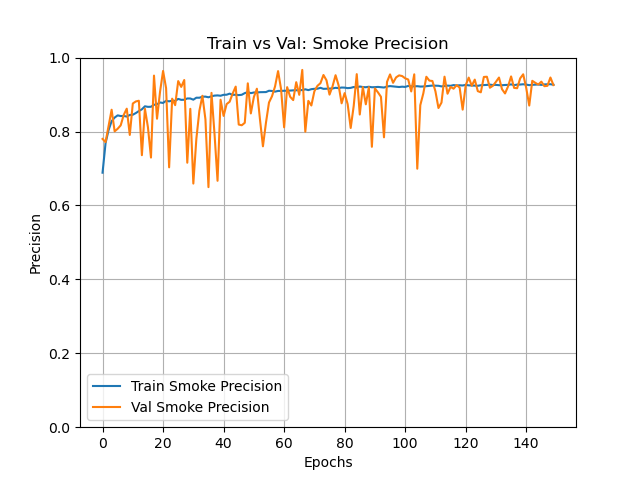 Train vs Val: Smoke Precision
1.0
0.8
0.6
0.4
0.2
0.0
Precision
Train Smoke Precision
Val Smoke Precision
0 20 40 60 80 100 120 140
Epochs